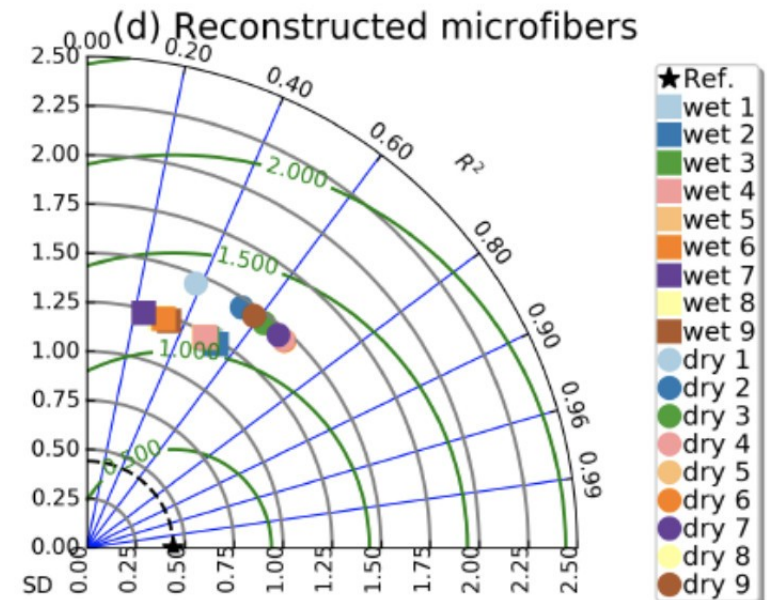 (d) Reconstructed microfibers
0.00
0.20
0.40
0.60
R²
0.80
0.90
0.96
0.99
2.50
2.25
2.00
1.75
1.50
1.25
1.00
0.75
0.50
0.25
0.00
2.000
1.500
1.000
0.500
SD
0.00
0.25
0.50
0.75
1.00
1.25
1.50
1.75
2.00
2.25
2.50
Ref.
wet 1
wet 2
wet 3
wet 4
wet 5
wet 6
wet 7
wet 8
wet 9
dry 1
dry 2
dry 3
dry 4
dry 5
dry 6
dry 7
dry 8
dry 9